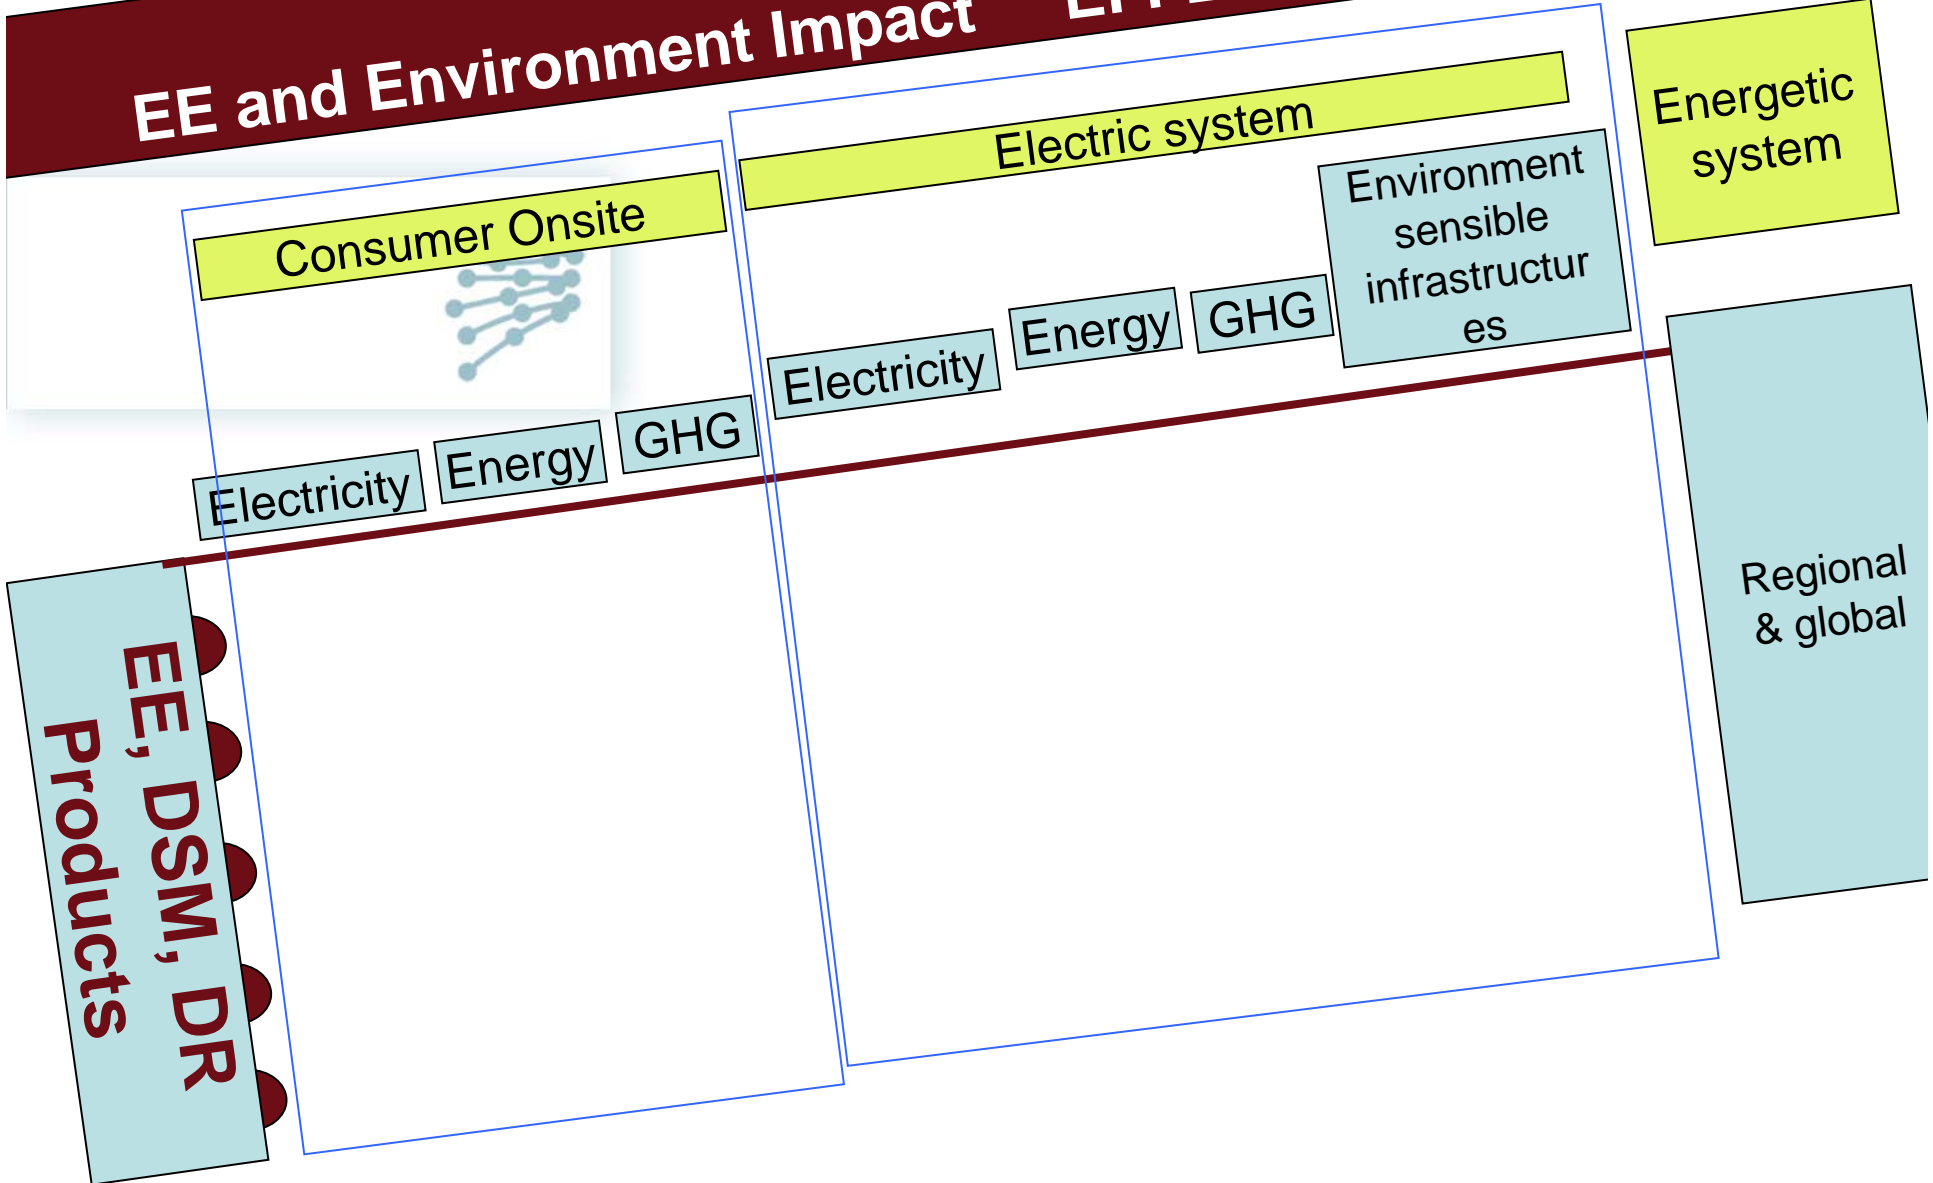 EE and Environment Impact
Electric system
Energetic
system
Consumer Onsite
Environment
sensible
infrastructur
es
Electricity
Energy
GHG
Electricity
Energy
GHG
Regional
& global
EE, DSM, DR
Products